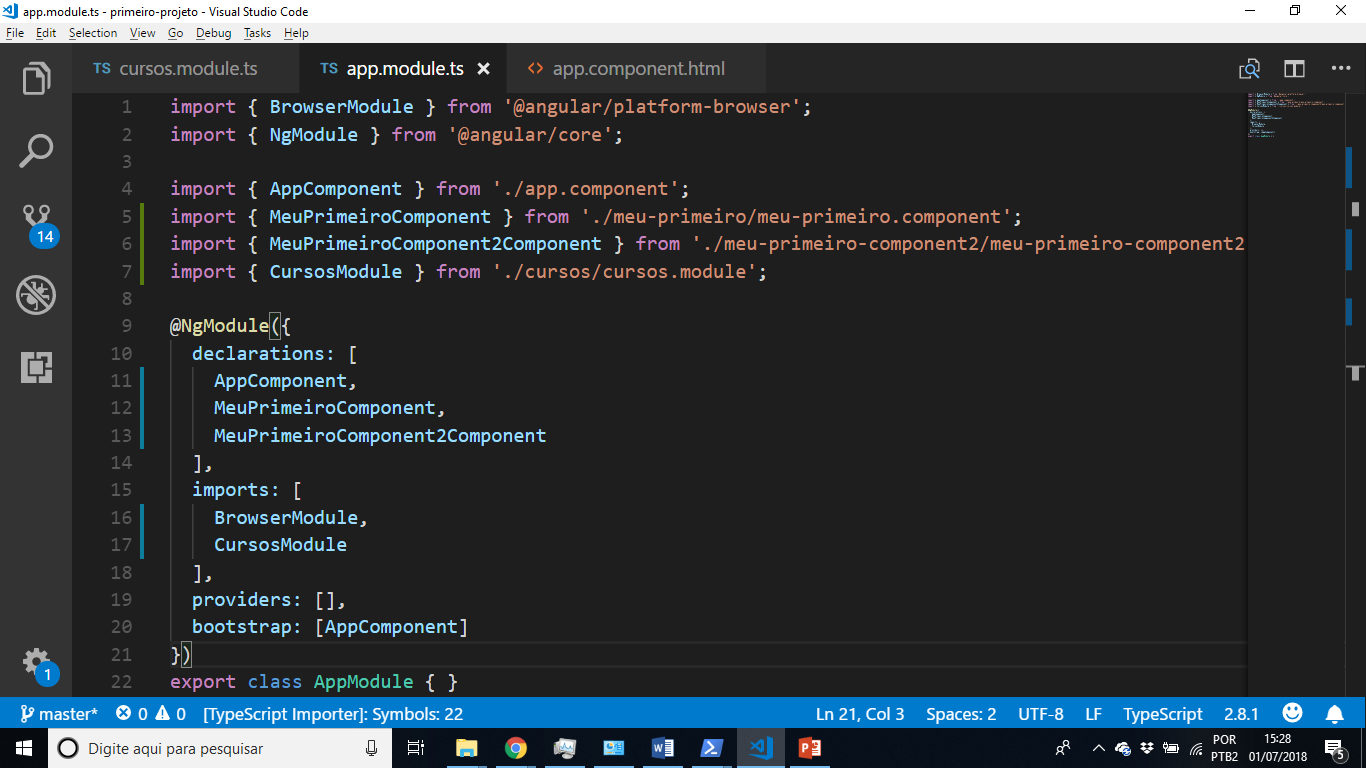 app.module.ts - primeiro-projeto - Visual Studio Code
File Edit Selection View Go Debug Tasks Help
TS cursos.module.ts TS app.module.ts × <> app.component.html
1 import { BrowserModule } from '@angular/platform-browser';
2 import { NgModule } from '@angular/core';
3
4 import { AppComponent } from './app.component';
5 import { MeuPrimeiroComponent } from './meu-primeiro/meu-primeiro.component';
6 import { MeuPrimeiroComponent2Component } from './meu-primeiro-component2/meu-primeiro-component2
7 import { CursosModule } from './cursos/cursos.module';
8
9 @NgModule({
10 declarations: [
11 AppComponent,
12 MeuPrimeiroComponent,
13 MeuPrimeiroComponent2Component
14 ],
15 imports: [
16 BrowserModule,
17 CursosModule
18 ],
19 providers: [],
20 bootstrap: [AppComponent]
21 })
22 export class AppModule { }
14
1
master* 0 0 [TypeScript Importer]: Symbols: 22 Ln 21, Col 3 Spaces: 2 UTF-8 LF TypeScript 2.8.1
Digite aqui para pesquisar
POR
PTB2
15:28
01/07/2018
5